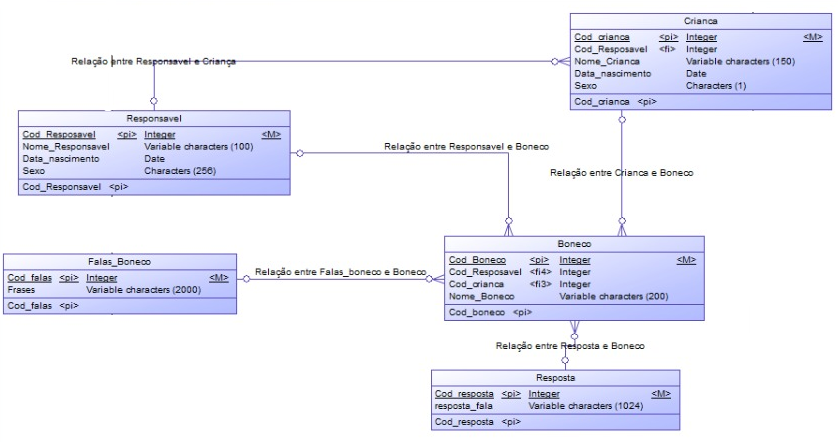 Crianca
Cod_crianca <pi> Integer <M>
Cod_Resposavel <fi> Integer
Nome_Crianca Variable characters (150)
Data_nascimento Date
Sexo Characters (1)
Cod_crianca <pi>
Relação entre Responsavel e Criança
Responsavel
Cod_Resposavel <pi> Integer <M>
Nome_Responsavel Variable characters (100)
Data_nascimento Date
Sexo Characters (256)
Cod_Responsavel <pi>
Relação entre Responsavel e Boneco
Relação entre Crianca e Boneco
Falas_Boneco
Cod_falas <pi> Integer <M>
Frases Variable characters (2000)
Cod_falas <pi>
Relação entre Falas_boneco e Boneco
Boneco
Cod_Boneco <pi> Integer <M>
Cod_Resposavel <fi4> Integer
Cod_crianca <fi3> Integer
Nome_Boneco Variable characters (200)
Cod_boneco <pi>
Relação entre Resposta e Boneco
Resposta
Cod_resposta <pi> Integer <M>
resposta_fala Variable characters (1024)
Cod_resposta <pi>